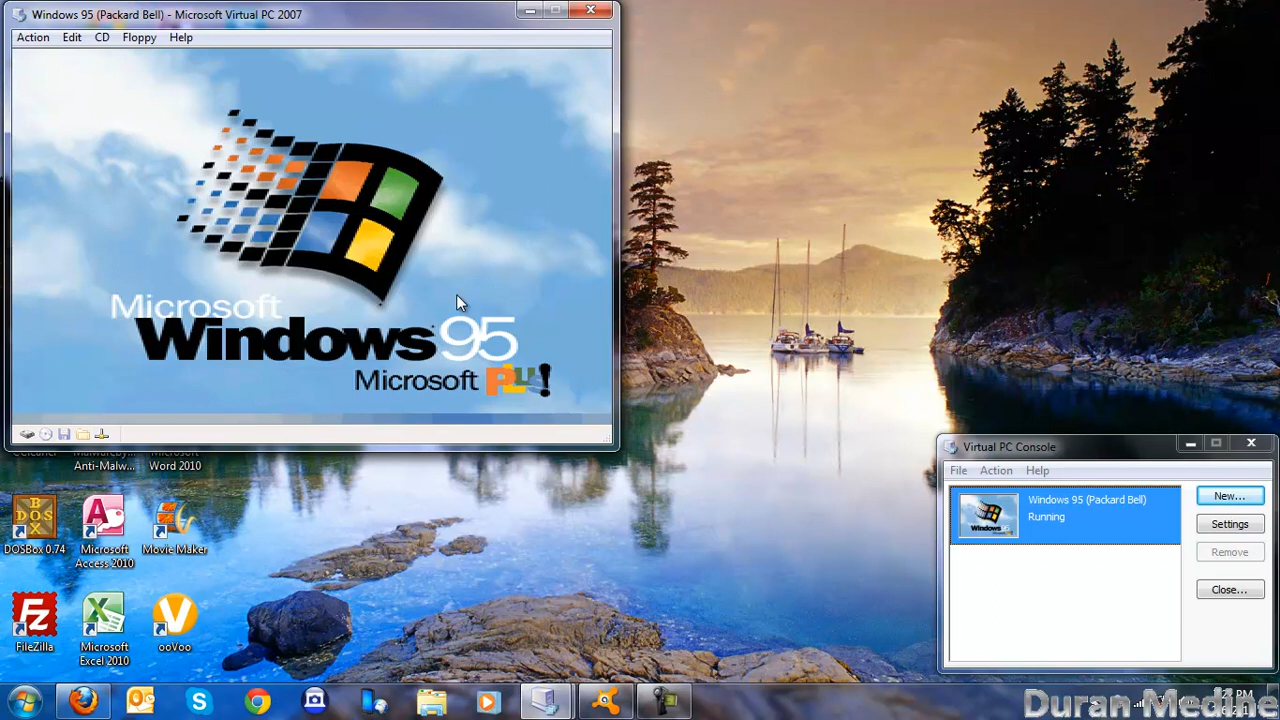 Windows 95 (Packard Bell) - Microsoft Virtual PC 2007
Action Edit CD Floppy Help
Microsoft
Windows 95
Microsoft Plus!
Anti-Malw...
Microsoft
Word 2010
DOSBox 0.74
Microsoft
Access 2010
Movie Maker
FileZilla
Microsoft
Excel 2010
ooVoo
Virtual PC Console
File Action Help
Windows 95 (Packard Bell)
Running
New...
Settings
Remove
Close...
Duran Medine